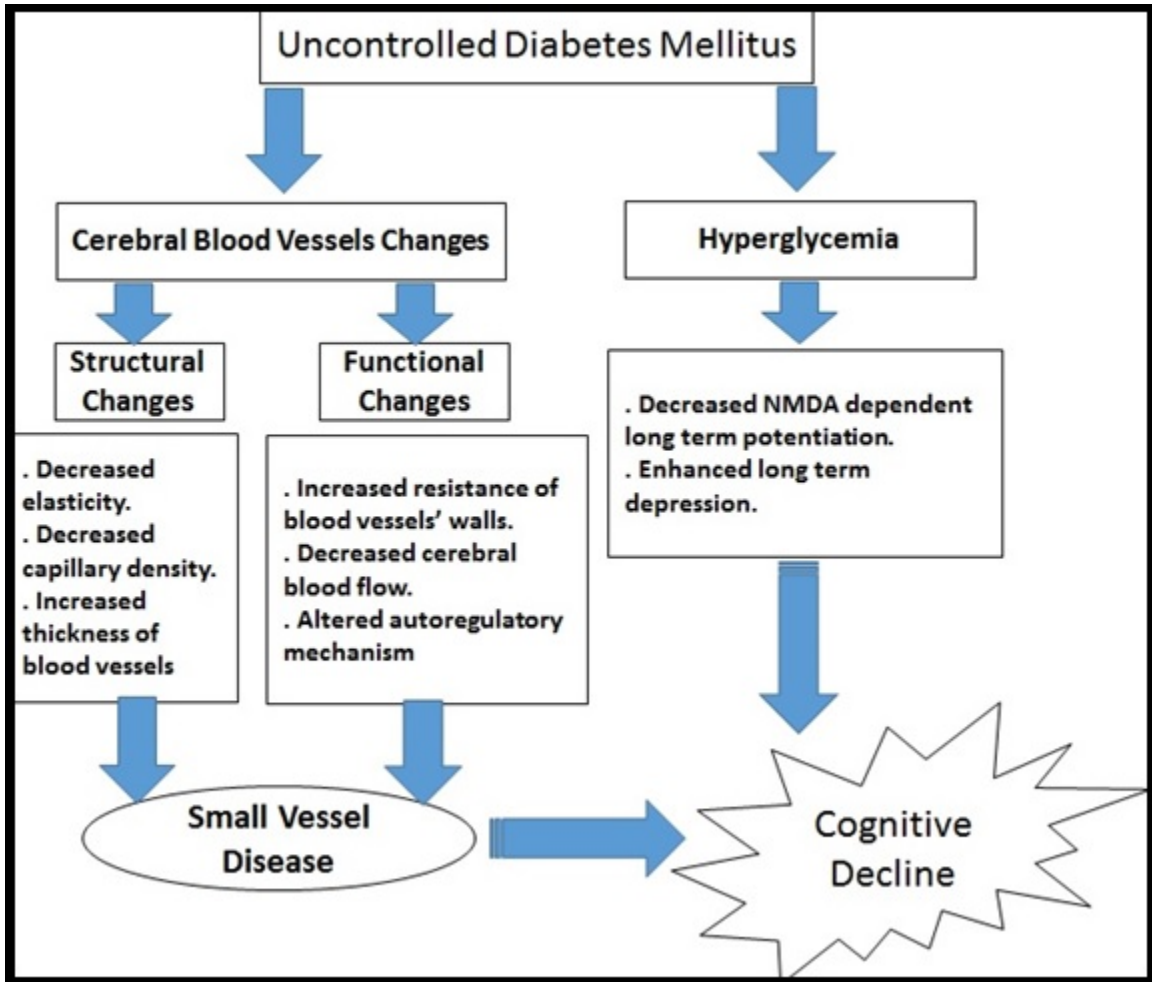 Uncontrolled Diabetes Mellitus
Cerebral Blood Vessels Changes
Hyperglycemia
Structural
Changes
Functional
Changes
. Decreased
elasticity.
. Decreased
capillary density.
. Increased
thickness of
blood vessels
. Increased resistance of
blood vessels’ walls.
. Decreased cerebral
blood flow.
. Altered autoregulatory
mechanism
. Decreased NMDA dependent
long term potentiation.
. Enhanced long term
depression.
Small Vessel
Disease
Cognitive
Decline